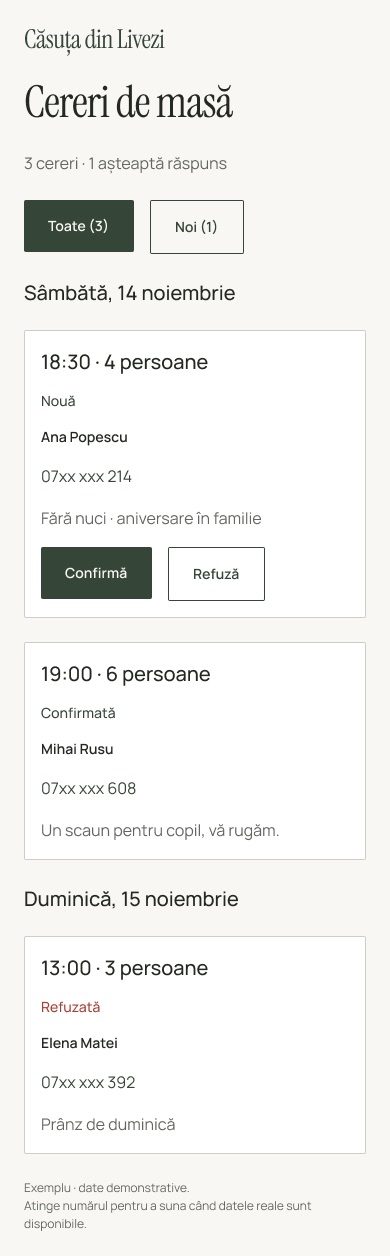 Căsuța din Livezi
Cereri de masă
3 cereri · 1 așteaptă răspuns
Toate (3)
Noi (1)
Sâmbătă, 14 noiembrie
18:30 · 4 persoane
Nouă
Ana Popescu
07xx xxx 214
Fără nuci · aniversare în familie
Confirmă
Refuză
19:00 · 6 persoane
Confirmată
Mihai Rusu
07xx xxx 608
Un scaun pentru copil, vă rugăm.
Duminică, 15 noiembrie
13:00 · 3 persoane
Refuzată
Elena Matei
07xx xxx 392
Prânz de duminică
Exemplu · date demonstrative.
Atinge numărul pentru a suna când datele reale sunt
disponibile.